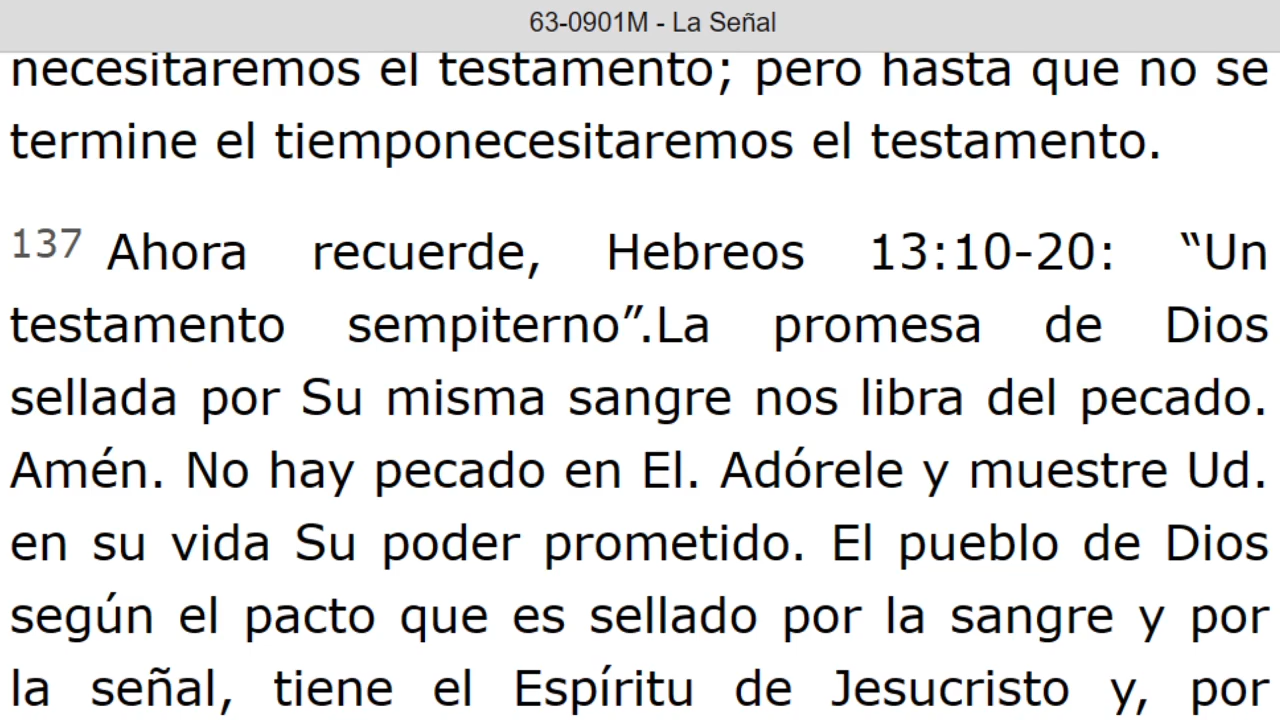 63-0901M - La Señal
necesitaremos el testamento; pero hasta que no se
termine el tiemponecesitaremos el testamento.
137 Ahora recuerde, Hebreos 13:10-20: “Un
testamento sempiterno”.La promesa de Dios
sellada por Su misma sangre nos libra del pecado.
Amén. No hay pecado en El. Adórele y muestre Ud.
en su vida Su poder prometido. El pueblo de Dios
según el pacto que es sellado por la sangre y por
la señal, tiene el Espíritu de Jesucristo y, por